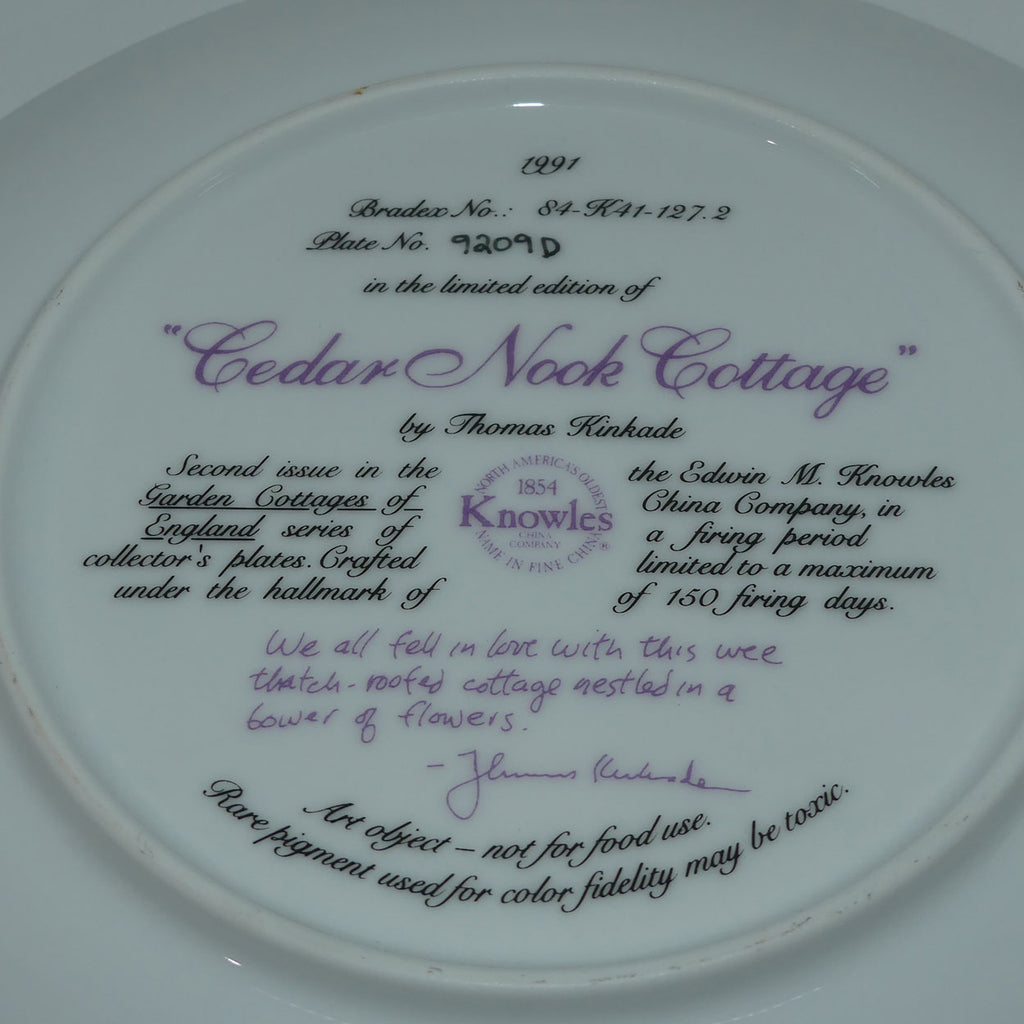 1991
Bradex No.: 84-K41-127.2
Plate No. 9209D
in the limited edition of
"Cedar Nook Cottage"
by Thomas Kinkade
Second issue in the
Garden Cottages of
England series of
collector's plates. Crafted
under the hallmark of
NORTH AMERICA'S OLDEST
1854
Knowles
CHINA
COMPANY
NAME IN FINE CHINA
®
the Edwin M. Knowles
China Company, in
a firing period
limited to a maximum
of 150 firing days.
We all fell in love with this wee
thatch-roofed cottage nestled in a
bower of flowers.
- Thomas Kinkade
Art object – not for food use.
Rare pigment used for color fidelity may be toxic.